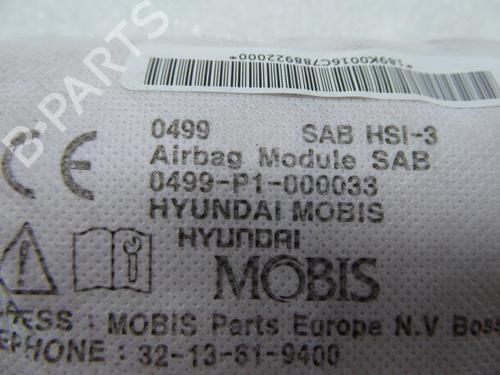 *189K0016C788922000*
0499 SAB HSI-3
Airbag Module SAB
0499-P1-000033
HYUNDAI MOBIS
HYUNDAI
MOBIS
: MOBIS Parts Europe N.V
: 32-13-61-9400
B-PARTS